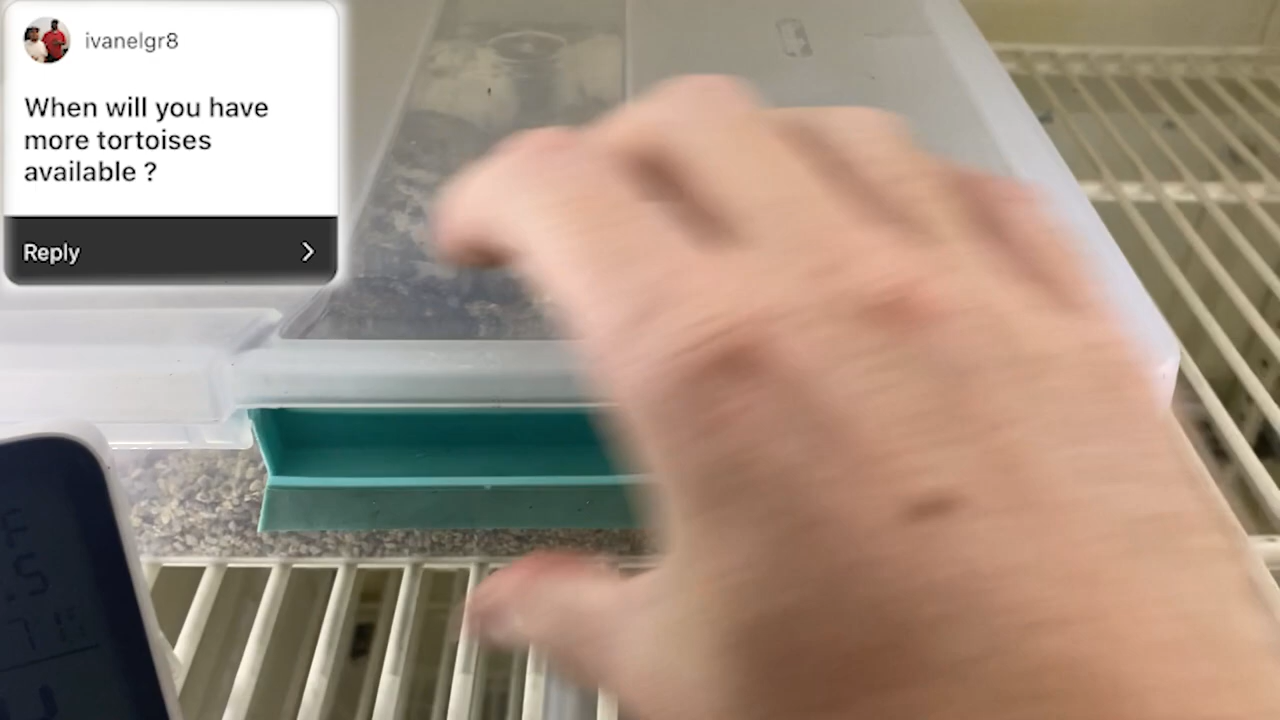 ivanelgr8
When will you have
more tortoises
available ?
Reply